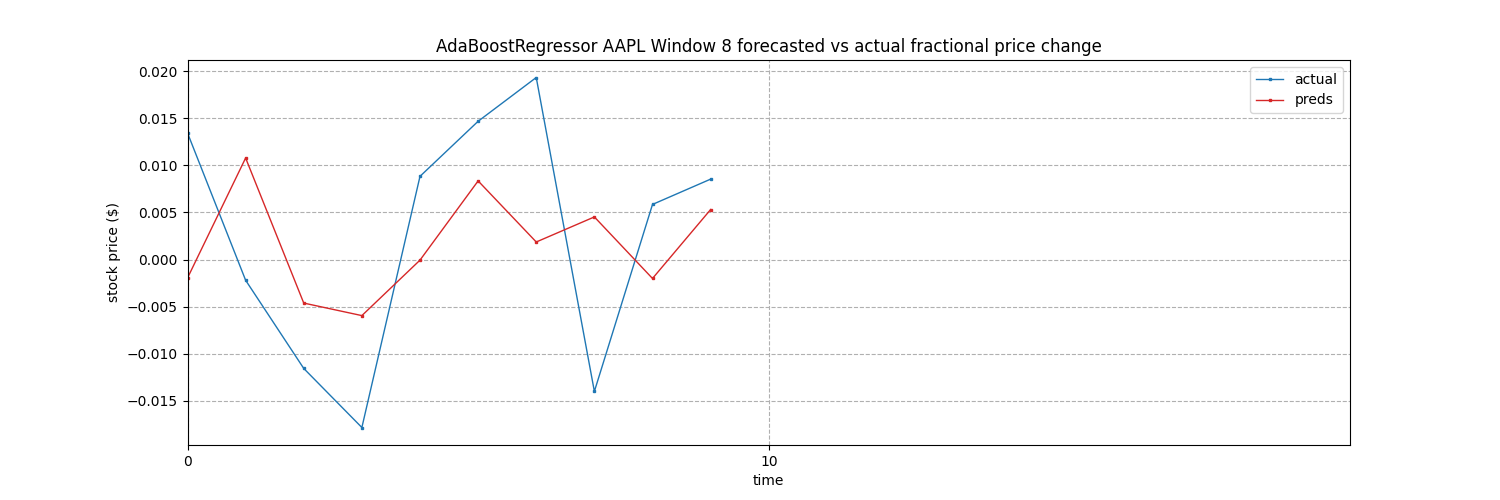 AdaBoostRegressor AAPL Window 8 forecasted vs actual fractional price change
actual
preds
stock price ($)
0.020
0.015
0.010
0.005
0.000
−0.005
−0.010
−0.015
0
10
time